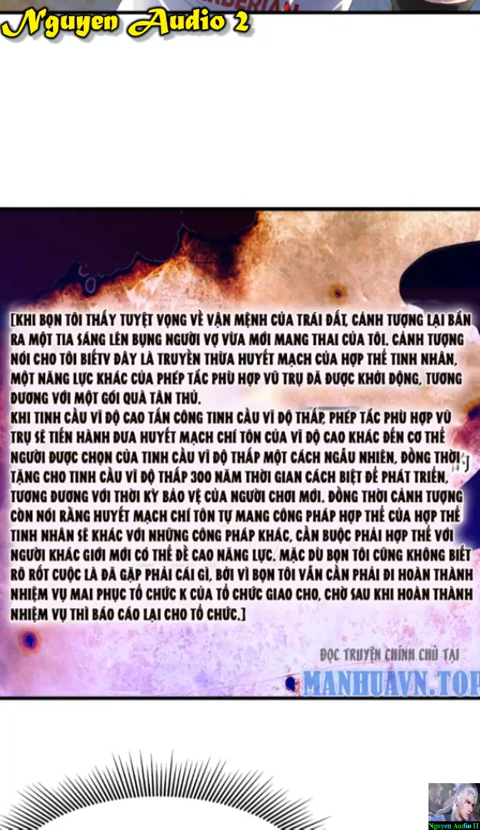 Nguyen Audio 2
[KHI BỌN TÔI THẤY TUYỆT VỌNG VỀ VẬN MỆNH CỦA TRÁI ĐẤT, CẢNH TƯỢNG LẠI BẮN
RA MỘT TIA SÁNG LÊN BỤNG NGƯỜI VỢ VỪA MỚI MANG THAI CỦA TÔI. CẢNH TƯỢNG
NÓI CHO TÔI BIẾTV ĐÂY LÀ TRUYỀN THỪA HUYẾT MẠCH CỦA HỢP THỂ TINH NHÂN,
MỘT NĂNG LỰC KHÁC CỦA PHÉP TẮC PHÙ HỢP VŨ TRỤ ĐÃ ĐƯỢC KHỞI ĐỘNG, TƯƠNG
ĐƯƠNG VỚI MỘT GÓI QUÀ TÂN THỦ.
KHI TINH CẦU VĨ ĐỘ CAO TẤN CÔNG TINH CẦU VĨ ĐỘ THẤP, PHÉP TẮC PHÙ HỢP VŨ
TRỤ SẼ TIẾN HÀNH ĐƯA HUYẾT MẠCH CHÍ TÔN CỦA VĨ ĐỘ CAO KHÁC ĐẾN CƠ THỂ
NGƯỜI ĐƯỢC CHỌN CỦA TINH CẦU VĨ ĐỘ THẤP MỘT CÁCH NGẪU NHIÊN, ĐỒNG THỜI
TẶNG CHO TINH CẦU VĨ ĐỘ THẤP 300 NĂM THỜI GIAN CÁCH BIỆT ĐỂ PHÁT TRIỂN,
TƯƠNG ĐƯƠNG VỚI THỜI KỲ BẢO VỆ CỦA NGƯỜI CHƠI MỚI. ĐỒNG THỜI CẢNH TƯỢNG
CÒN NÓI RẰNG HUYẾT MẠCH CHÍ TÔN TỰ MANG CÔNG PHÁP HỢP THỂ CỦA HỢP THỂ
TINH NHÂN SẼ KHÁC VỚI NHỮNG CÔNG PHÁP KHÁC, CẦN BUỘC PHẢI HỢP THỂ VỚI
NGƯỜI KHÁC GIỚI MỚI CÓ THỂ ĐỀ CAO NĂNG LỰC. MẶC DÙ BỌN TÔI CŨNG KHÔNG BIẾT
RÕ RỐT CUỘC LÀ ĐÃ GẶP PHẢI CÁI GÌ, BỞI VÌ BỌN TÔI VẪN CẦN PHẢI ĐI HOÀN THÀNH
NHIỆM VỤ MAI PHỤC TỔ CHỨC K CỦA TỔ CHỨC GIAO CHO, CHỜ SAU KHI HOÀN THÀNH
NHIỆM VỤ THÌ BÁO CÁO LẠI CHO TỔ CHỨC.]
ĐỌC TRUYỆN CHÍNH CHỦ TẠI
MANHUAVN.TOP
Nguyen Audio II